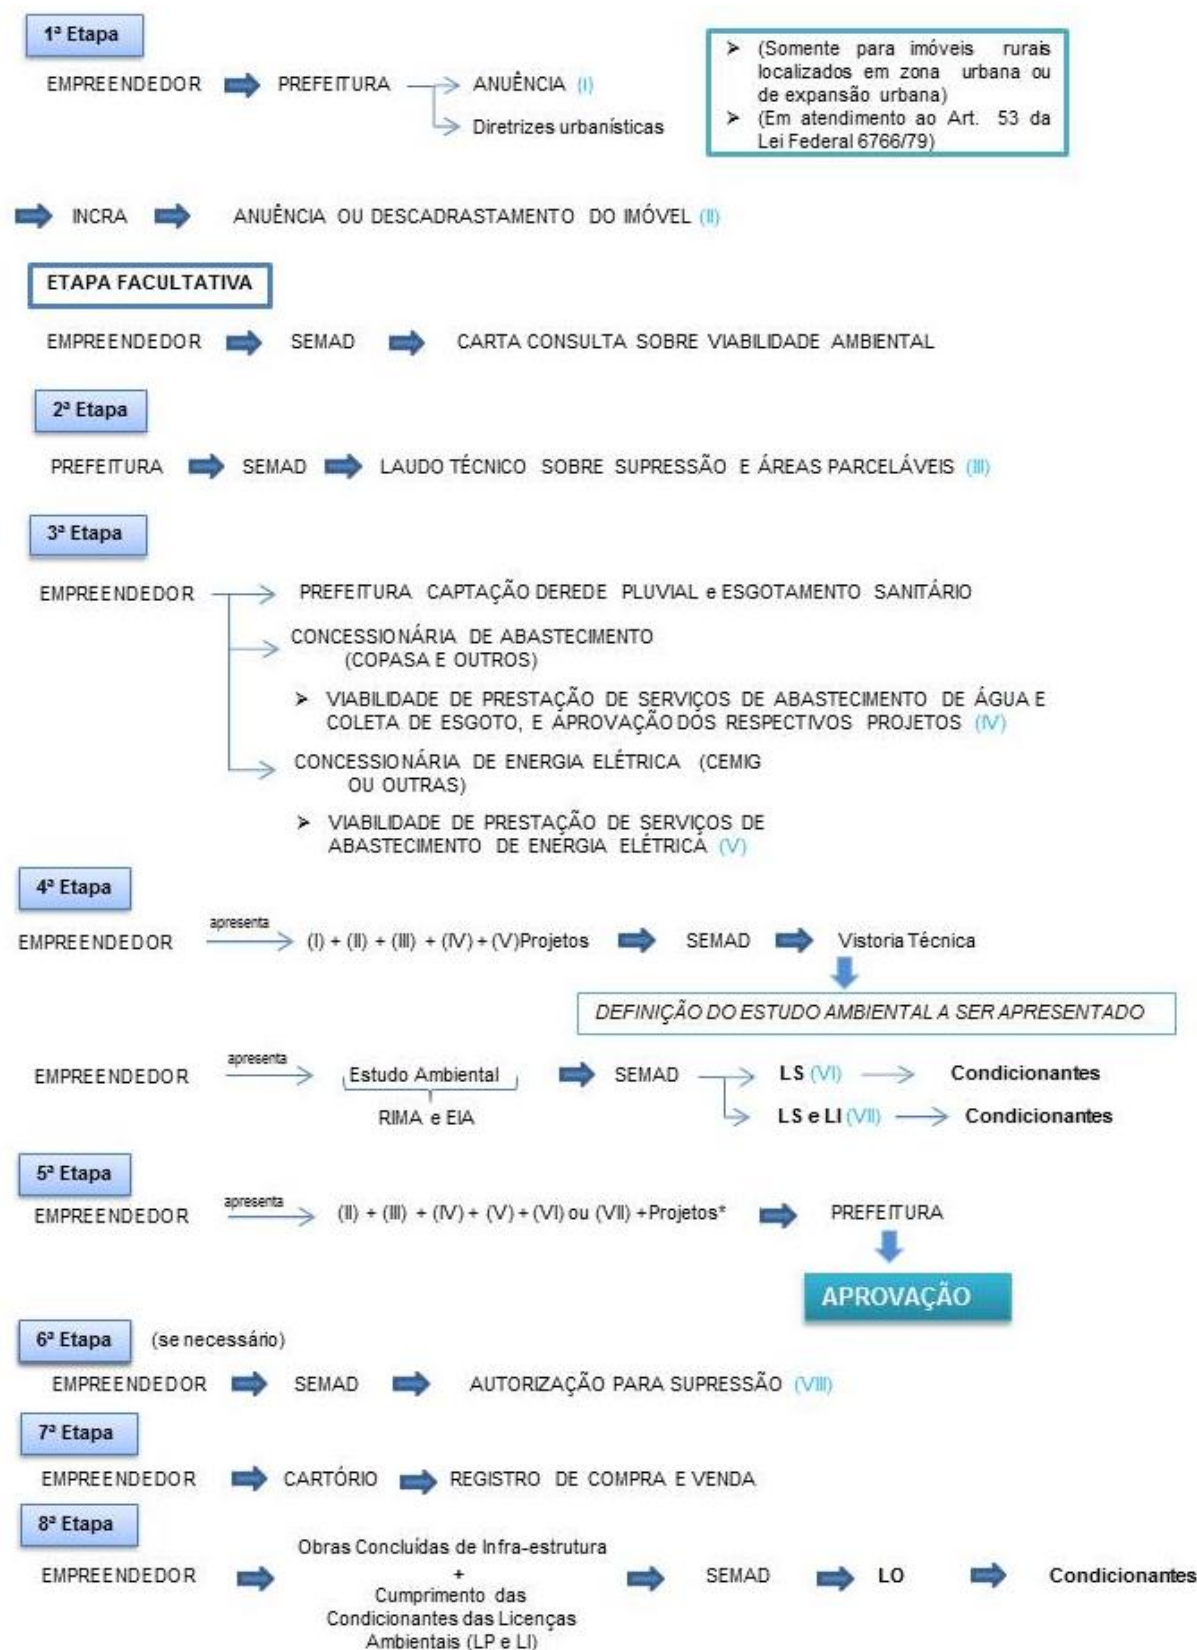 1ª Etapa
EMPREENDEDOR PREFEITURA ANUÊNCIA (I)
Diretrizes urbanísticas
➤ (Somente para imóveis rurais
localizados em zona urbana ou
de expansão urbana)
➤ (Em atendimento ao Art. 53 da
Lei Federal 6766/79)
INCRA ANUÊNCIA OU DESCADRASTAMENTO DO IMÓVEL (II)
ETAPA FACULTATIVA
EMPREENDEDOR SEMAD CARTA CONSULTA SOBRE VIABILIDADE AMBIENTAL
2ª Etapa
PREFEITURA SEMAD LAUDO TÉCNICO SOBRE SUPRESSÃO E ÁREAS PARCELÁVEIS (III)
3ª Etapa
EMPREENDEDOR PREFEITURA CAPTAÇÃO DEREDE PLUVIAL e ESGOTAMENTO SANITÁRIO
CONCESSIONÁRIA DE ABASTECIMENTO
(COPASA E OUTROS)
➤ VIABILIDADE DE PRESTAÇÃO DE SERVIÇOS DE ABASTECIMENTO DE ÁGUA E
COLETA DE ESGOTO, E APROVAÇÃO DOS RESPECTIVOS PROJETOS (IV)
CONCESSIONÁRIA DE ENERGIA ELÉTRICA (CEMIG
OU OUTRAS)
➤ VIABILIDADE DE PRESTAÇÃO DE SERVIÇOS DE
ABASTECIMENTO DE ENERGIA ELÉTRICA (V)
4ª Etapa
EMPREENDEDOR apresenta (I) + (II) + (III) + (IV) + (V)Projetos SEMAD Vistoria Técnica
DEFINIÇÃO DO ESTUDO AMBIENTAL A SER APRESENTADO
EMPREENDEDOR apresenta Estudo Ambiental SEMAD LS (VI) Condicionantes
RIMA e EIA LS e LI (VII) Condicionantes
5ª Etapa
EMPREENDEDOR apresenta (II) + (III) + (IV) + (V) + (VI) ou (VII) +Projetos* PREFEITURA
APROVAÇÃO
6ª Etapa (se necessário)
EMPREENDEDOR SEMAD AUTORIZAÇÃO PARA SUPRESSÃO (VIII)
7ª Etapa
EMPREENDEDOR CARTÓRIO REGISTRO DE COMPRA E VENDA
8ª Etapa
Obras Concluídas de Infra-estrutura
EMPREENDEDOR + SEMAD LO Condicionantes
Cumprimento das
Condicionantes das Licenças
Ambientais (LP e LI)